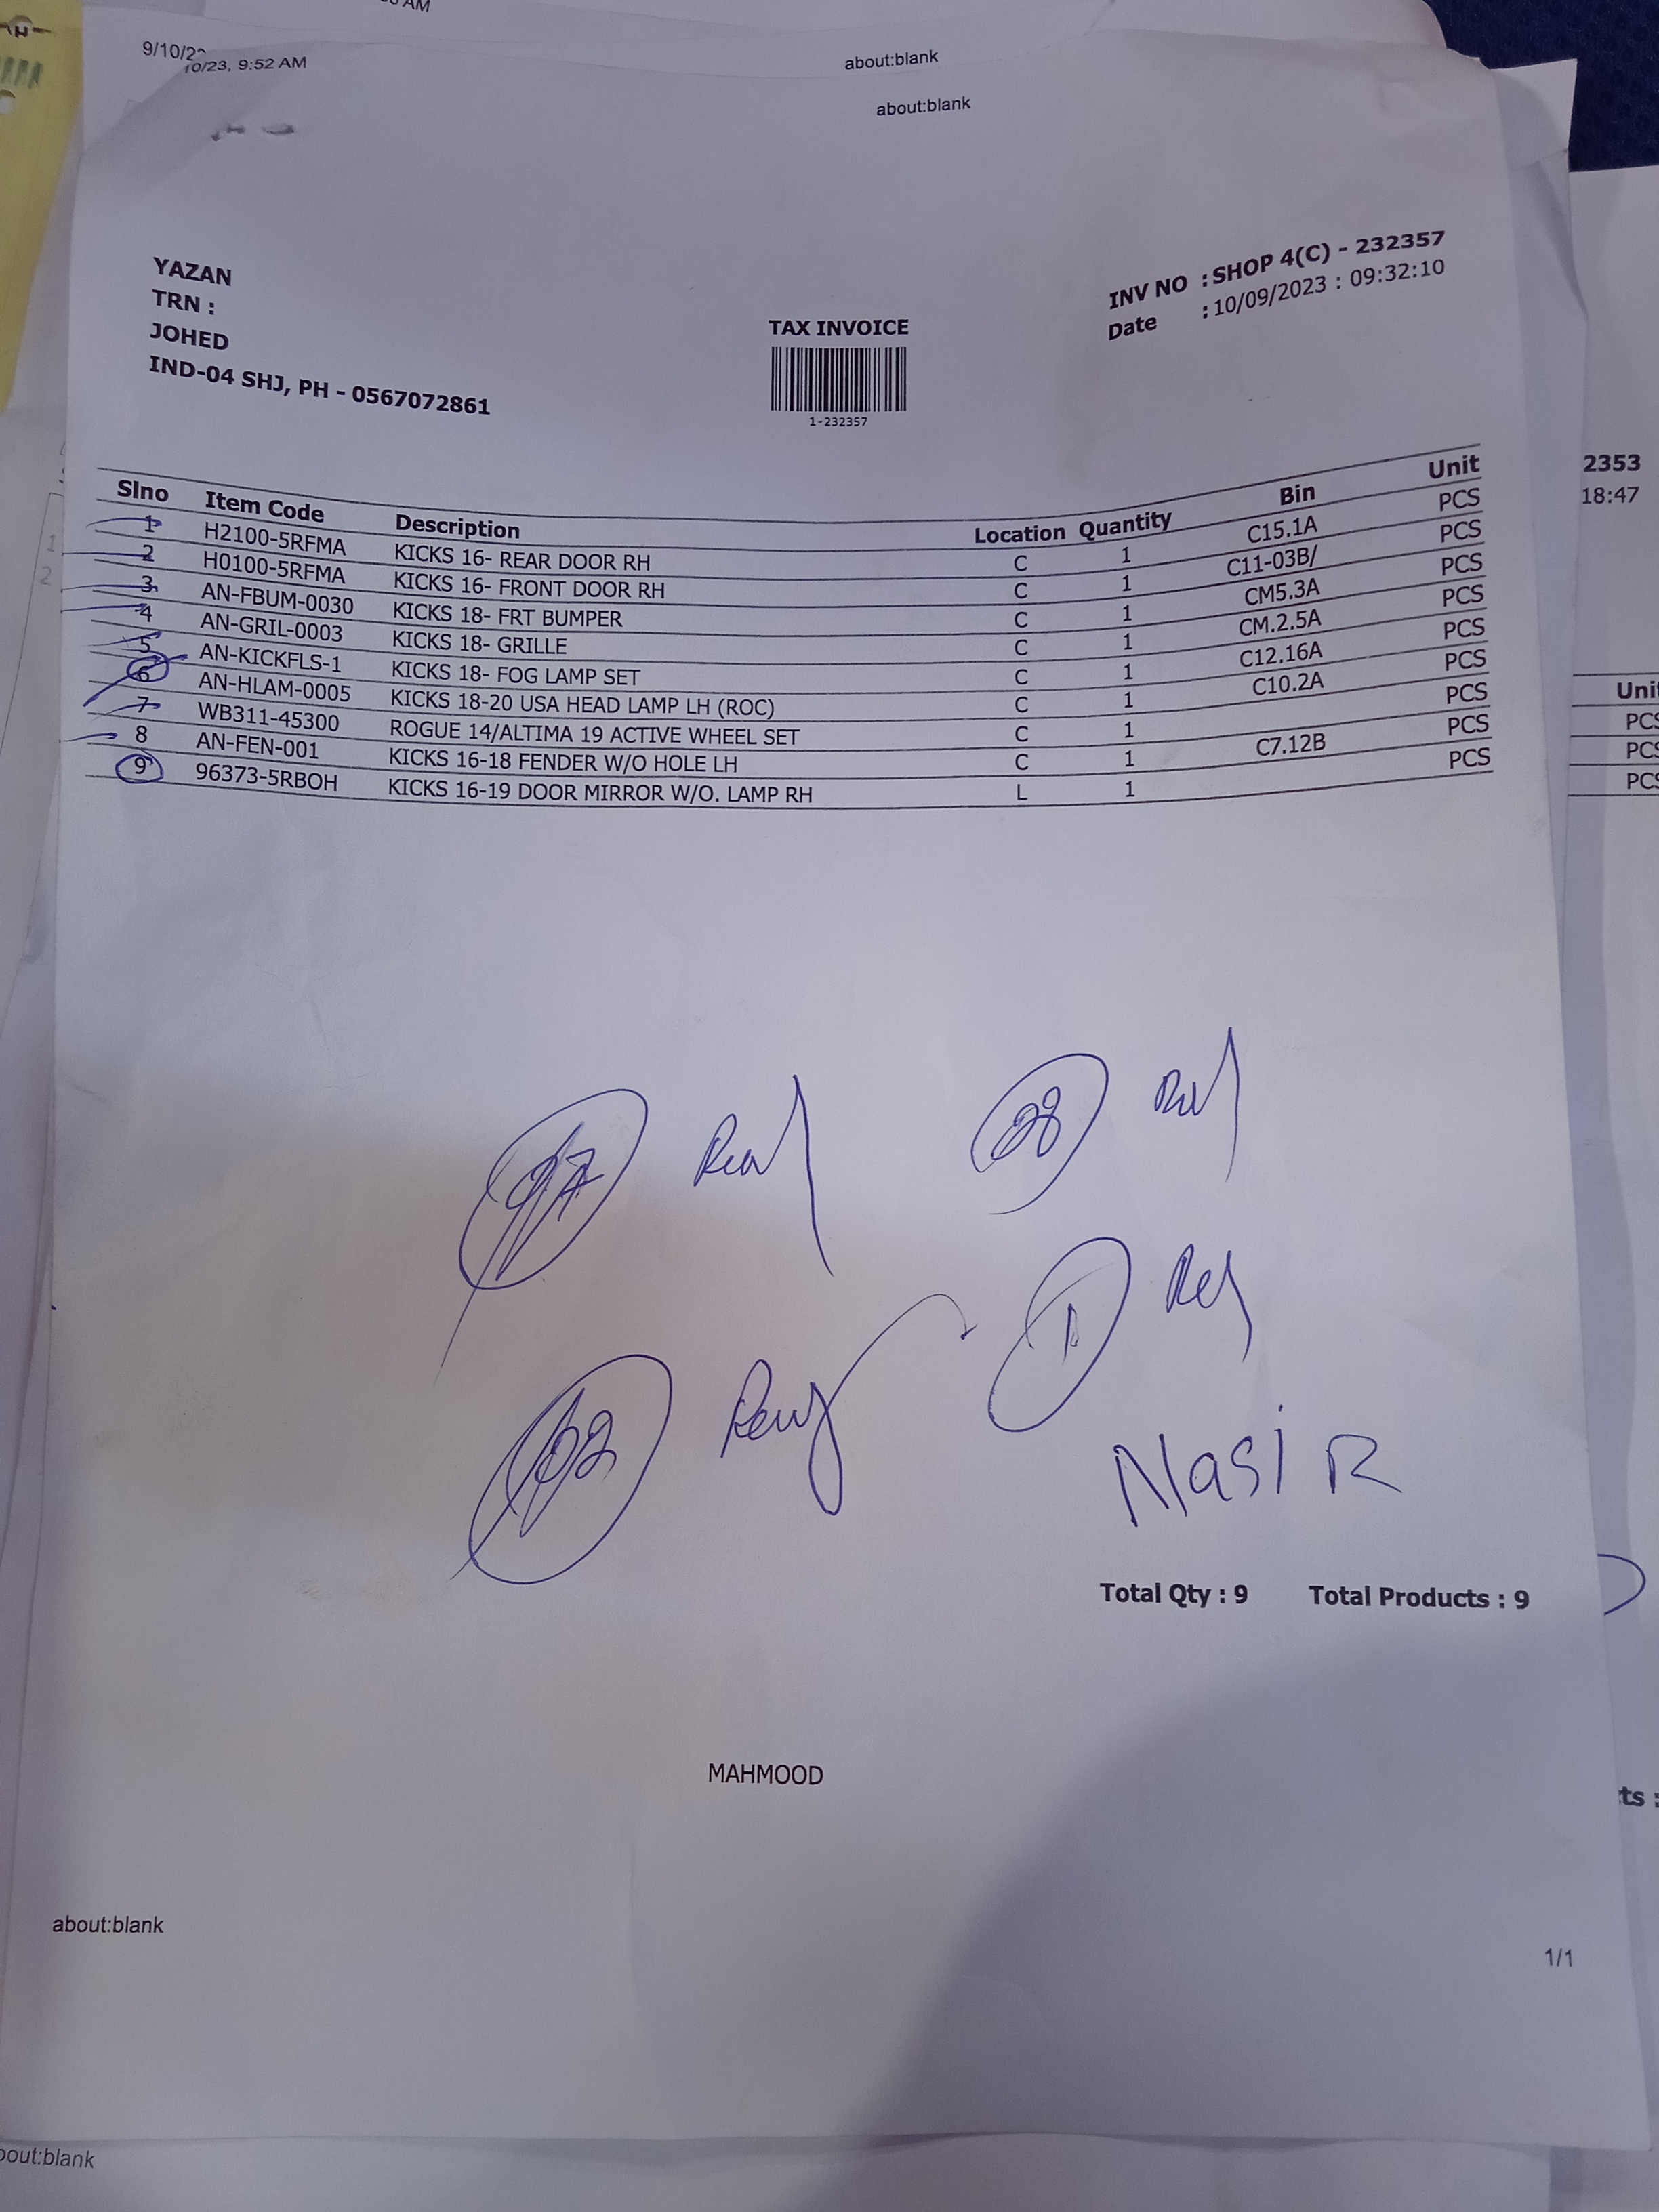 AM
9/10/2
10/23, 9:52 AM
about:blank
about:blank
YAZAN
TRN :
JOHED
IND-04 SHJ, PH - 0567072861
TAX INVOICE
1-232357
INV NO : SHOP 4(C) - 232357
Date : 10/09/2023 : 09:32:10
Slno Item Code Description Location Quantity Bin Unit
1 H2100-5RFMA KICKS 16- REAR DOOR RH C 1 C15.1A PCS
2 H0100-5RFMA KICKS 16- FRONT DOOR RH C 1 C11-03B/ PCS
3 AN-FBUM-0030 KICKS 18- FRT BUMPER C 1 CM5.3A PCS
4 AN-GRIL-0003 KICKS 18- GRILLE C 1 CM.2.5A PCS
5 AN-KICKFLS-1 KICKS 18- FOG LAMP SET C 1 C12.16A PCS
6 AN-HLAM-0005 KICKS 18-20 USA HEAD LAMP LH (ROC) C 1 C10.2A PCS
7 WB311-45300 ROGUE 14/ALTIMA 19 ACTIVE WHEEL SET C 1 PCS
8 AN-FEN-001 KICKS 16-18 FENDER W/O HOLE LH C 1 C7.12B PCS
9 96373-5RBOH KICKS 16-19 DOOR MIRROR W/O. LAMP RH L 1 PCS
2353
18:47
Uni
PCS
PCS
PCS
28
1
Nasir
Total Qty : 9 Total Products : 9
MAHMOOD
ts :
about:blank
1/1
out:blank